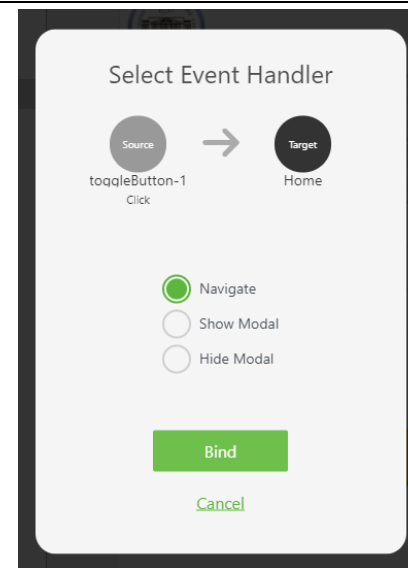 Select Event Handler
Source
Target
toggleButton-1
Home
Click
Navigate
Show Modal
Hide Modal
Bind
Cancel